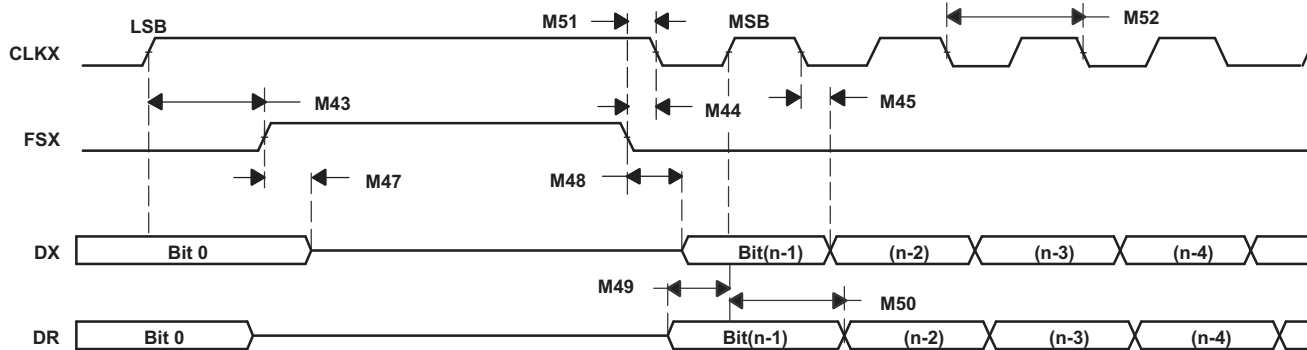 M51 MSB M52
LSB
CLKX
M43 M44 M45
FSX
M47 M48
DX Bit 0 Bit(n-1) (n-2) (n-3) (n-4)
M49 M50
DR Bit 0 Bit(n-1) (n-2) (n-3) (n-4)